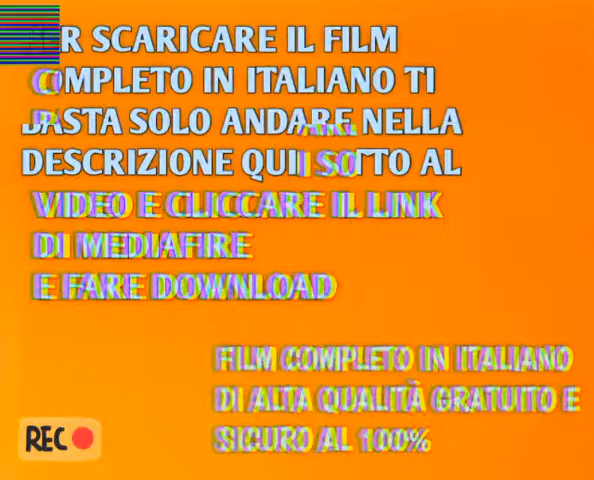 PER SCARICARE IL FILM
COMPLETO IN ITALIANO TI
BASTA SOLO ANDARE NELLA
DESCRIZIONE QUI SOTTO AL
VIDEO E CLICCARE IL LINK
DI MEDIAFIRE
E FARE DOWNLOAD
FILM COMPLETO IN ITALIANO
DI ALTA QUALITÀ GRATUITO E
SICURO AL 100%
REC